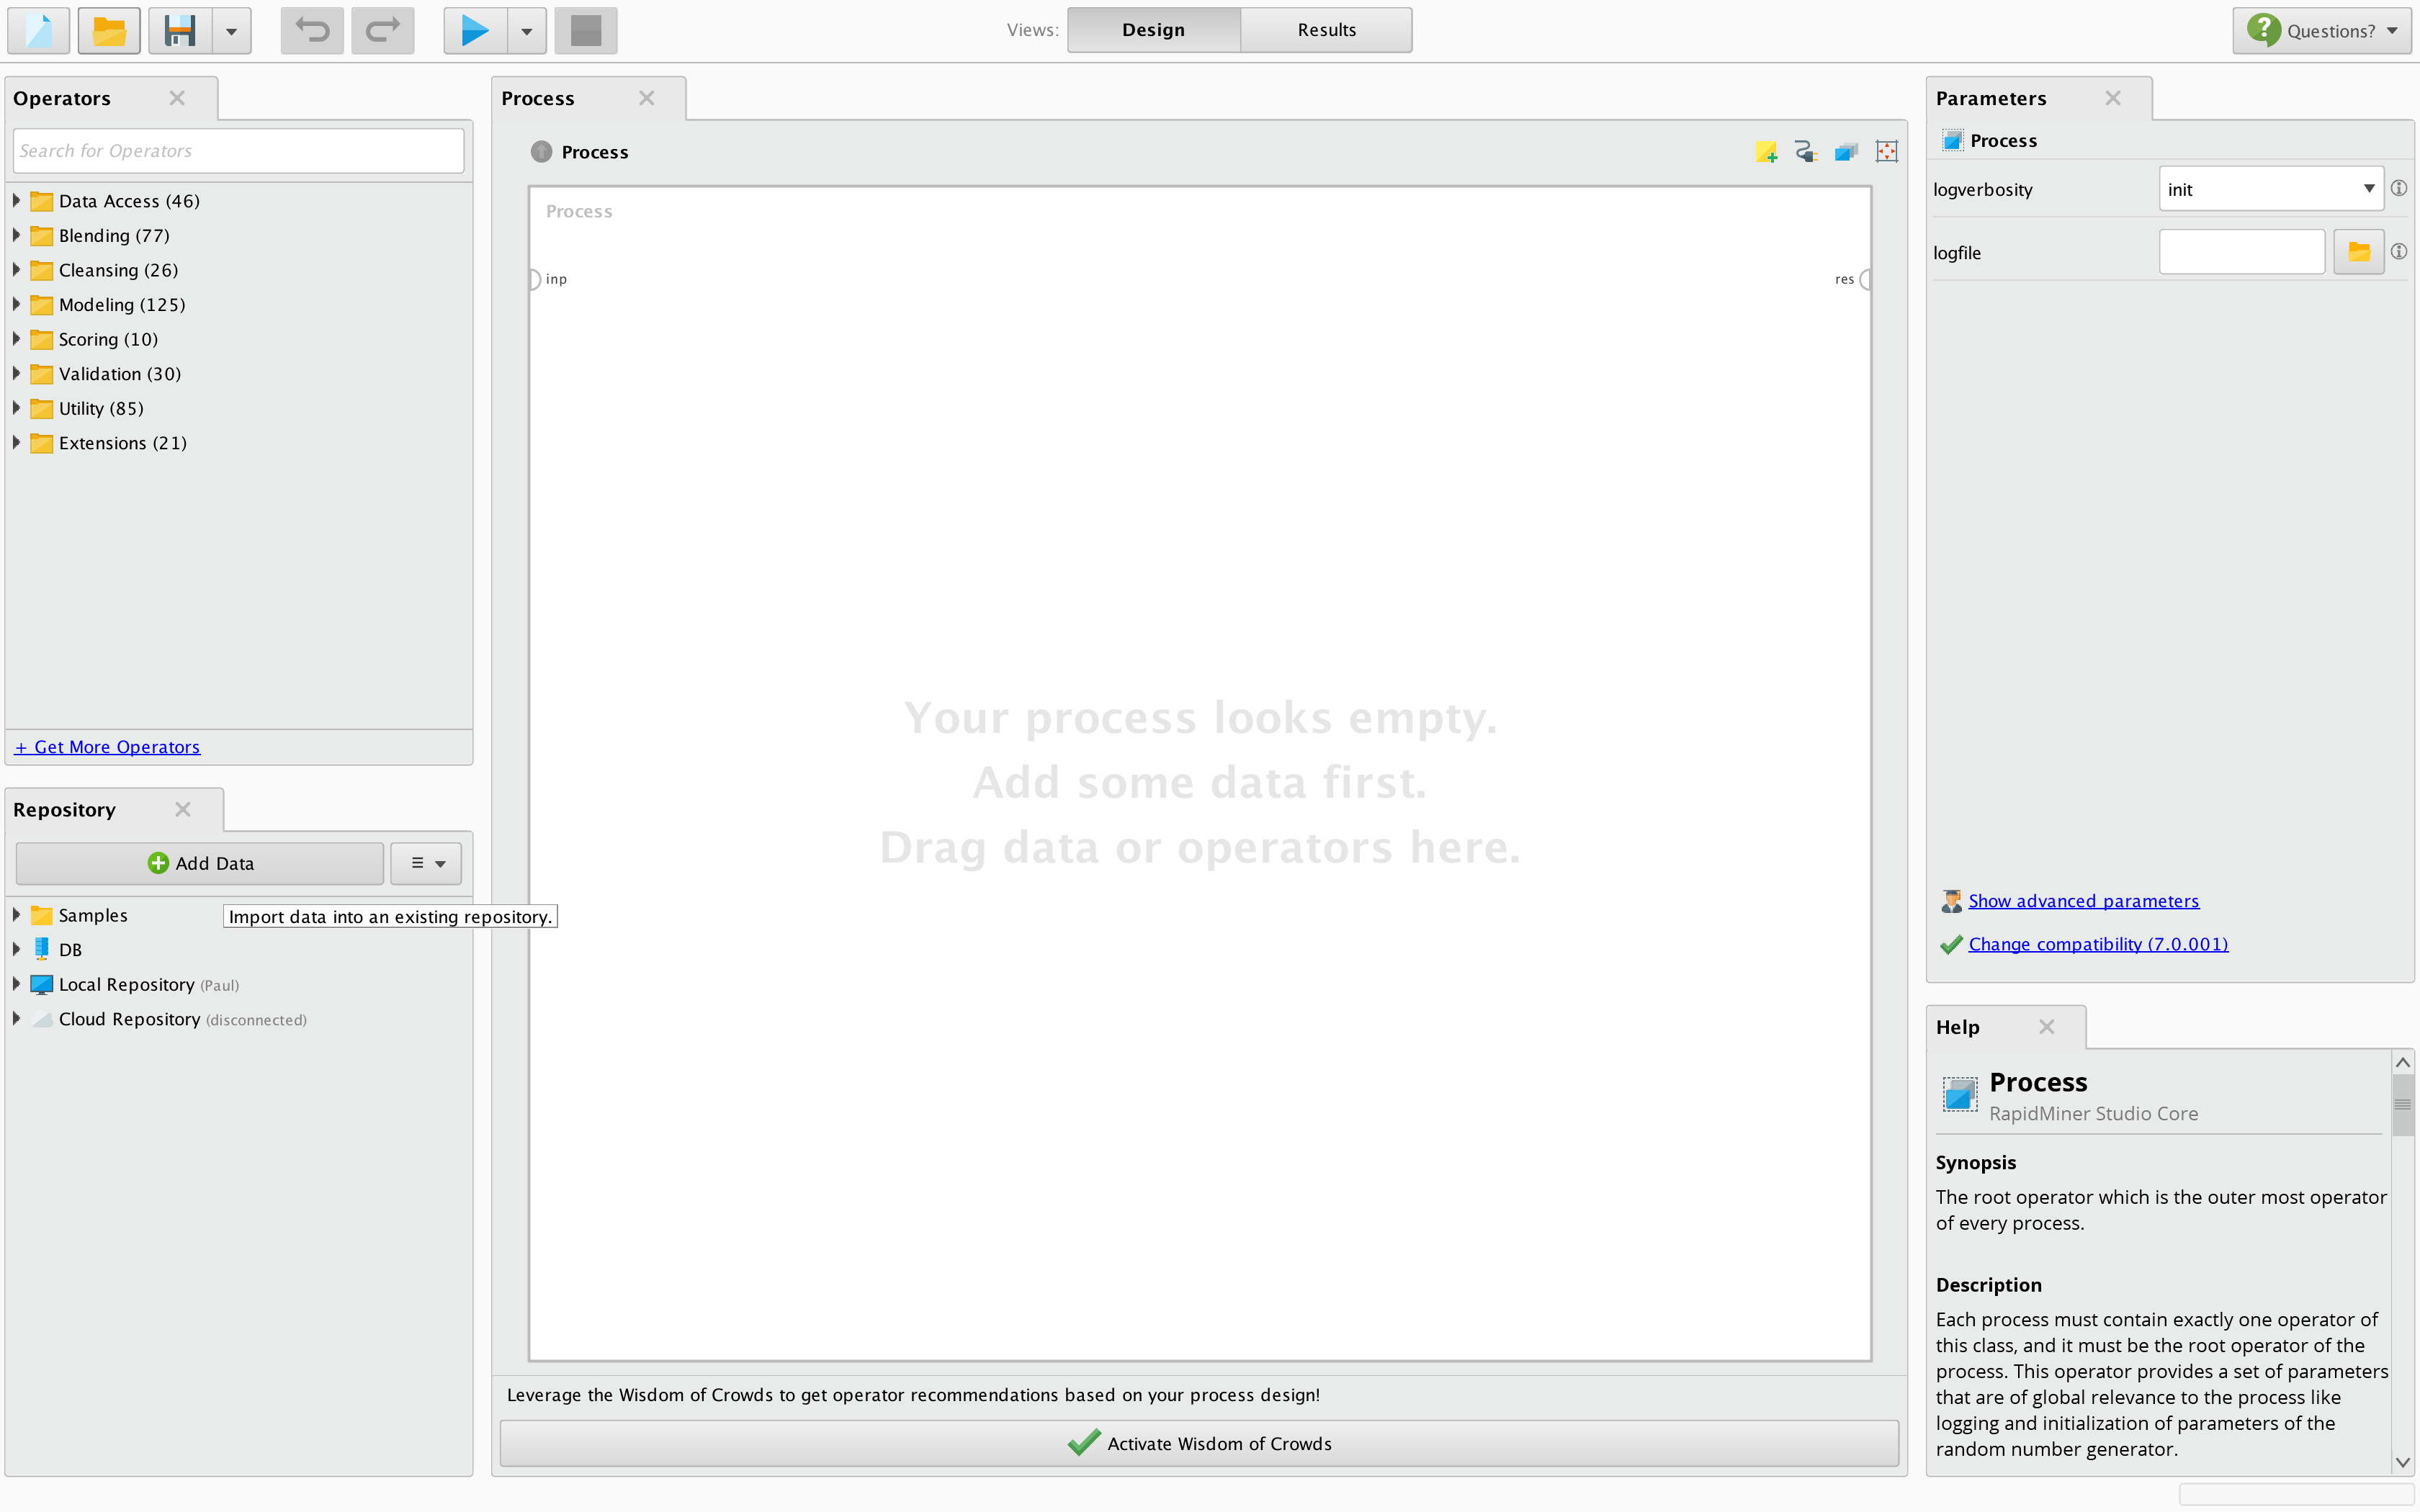 Views:
Design
Results
Questions?
Operators
Search for Operators
Data Access (46)
Blending (77)
Cleansing (26)
Modeling (125)
Scoring (10)
Validation (30)
Utility (85)
Extensions (21)
+ Get More Operators
Repository
Add Data
Samples
Import data into an existing repository.
DB
Local Repository (Paul)
Cloud Repository (disconnected)
Process
Process
Process
inp
res
Your process looks empty.
Add some data first.
Drag data or operators here.
Leverage the Wisdom of Crowds to get operator recommendations based on your process design!
Activate Wisdom of Crowds
Parameters
Process
logverbosity
init
logfile
Show advanced parameters
Change compatibility (7.0.001)
Help
Process
RapidMiner Studio Core
Synopsis
The root operator which is the outer most operator
of every process.
Description
Each process must contain exactly one operator of
this class, and it must be the root operator of the
process. This operator provides a set of parameters
that are of global relevance to the process like
logging and initialization of parameters of the
random number generator.